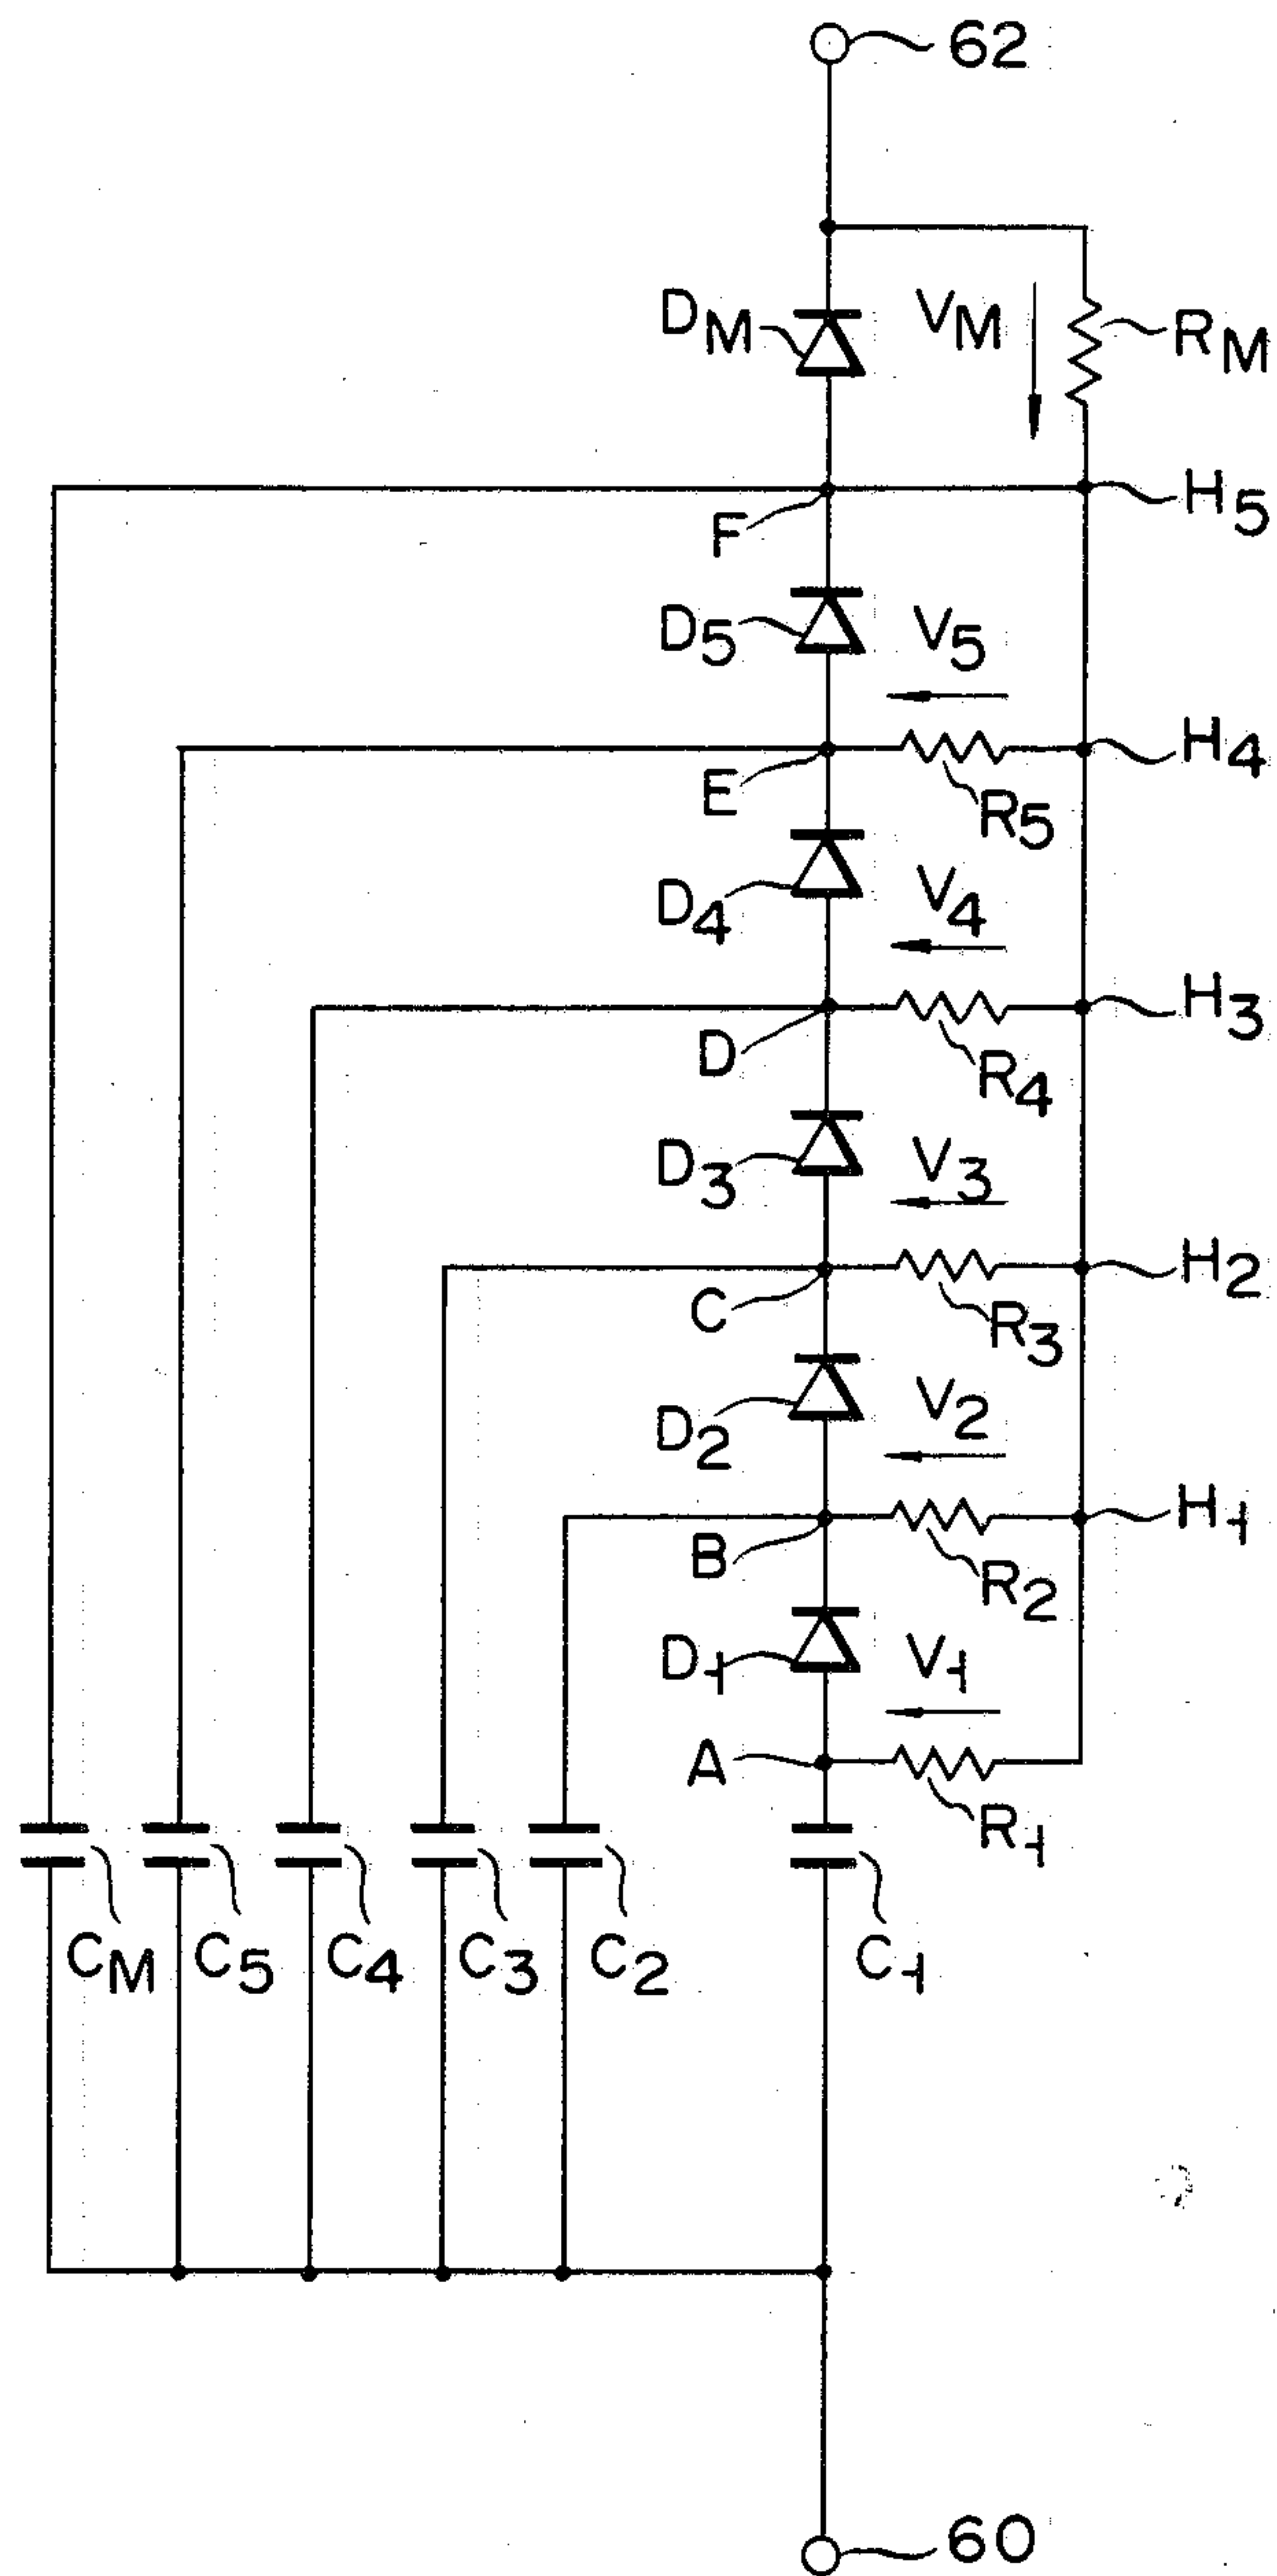 62
DM VM RM
H5
F
D5 V5
H4
E R5
D4 V4
H3
D R4
D3 V3
H2
C R3
D2 V2
H1
B R2
D1 V1
A
R1
CM C5 C4 C3 C2 C1
60